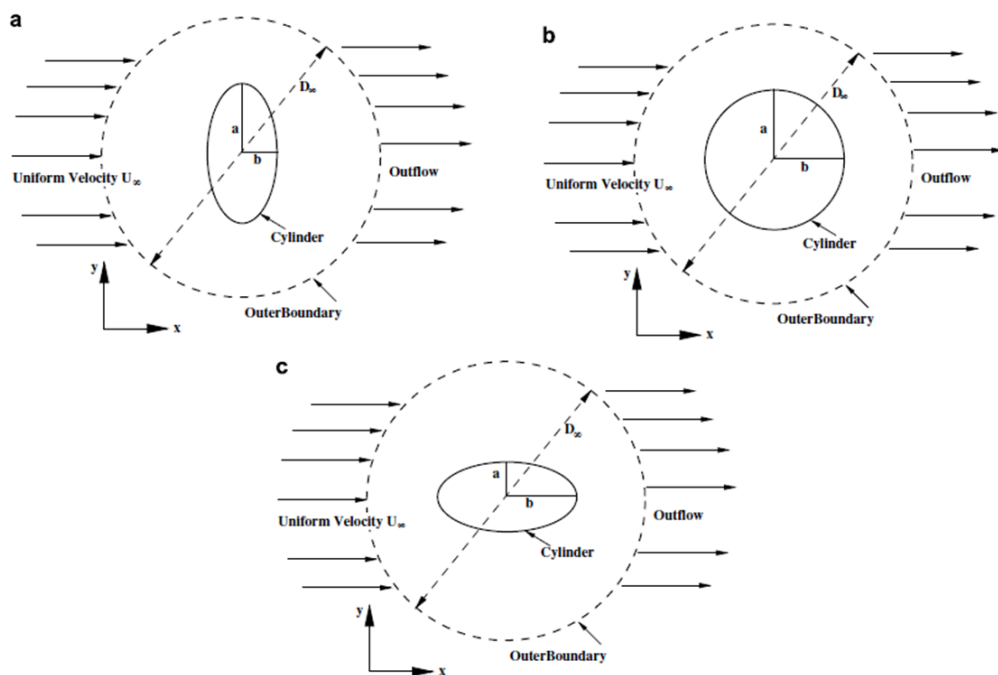 a
D∞
a
b
Uniform Velocity U∞
Outflow
Cylinder
y
x
OuterBoundary
b
D∞
a
b
Uniform Velocity U∞
Outflow
Cylinder
y
x
OuterBoundary
c
D∞
a
b
Uniform Velocity U∞
Outflow
Cylinder
y
x
OuterBoundary